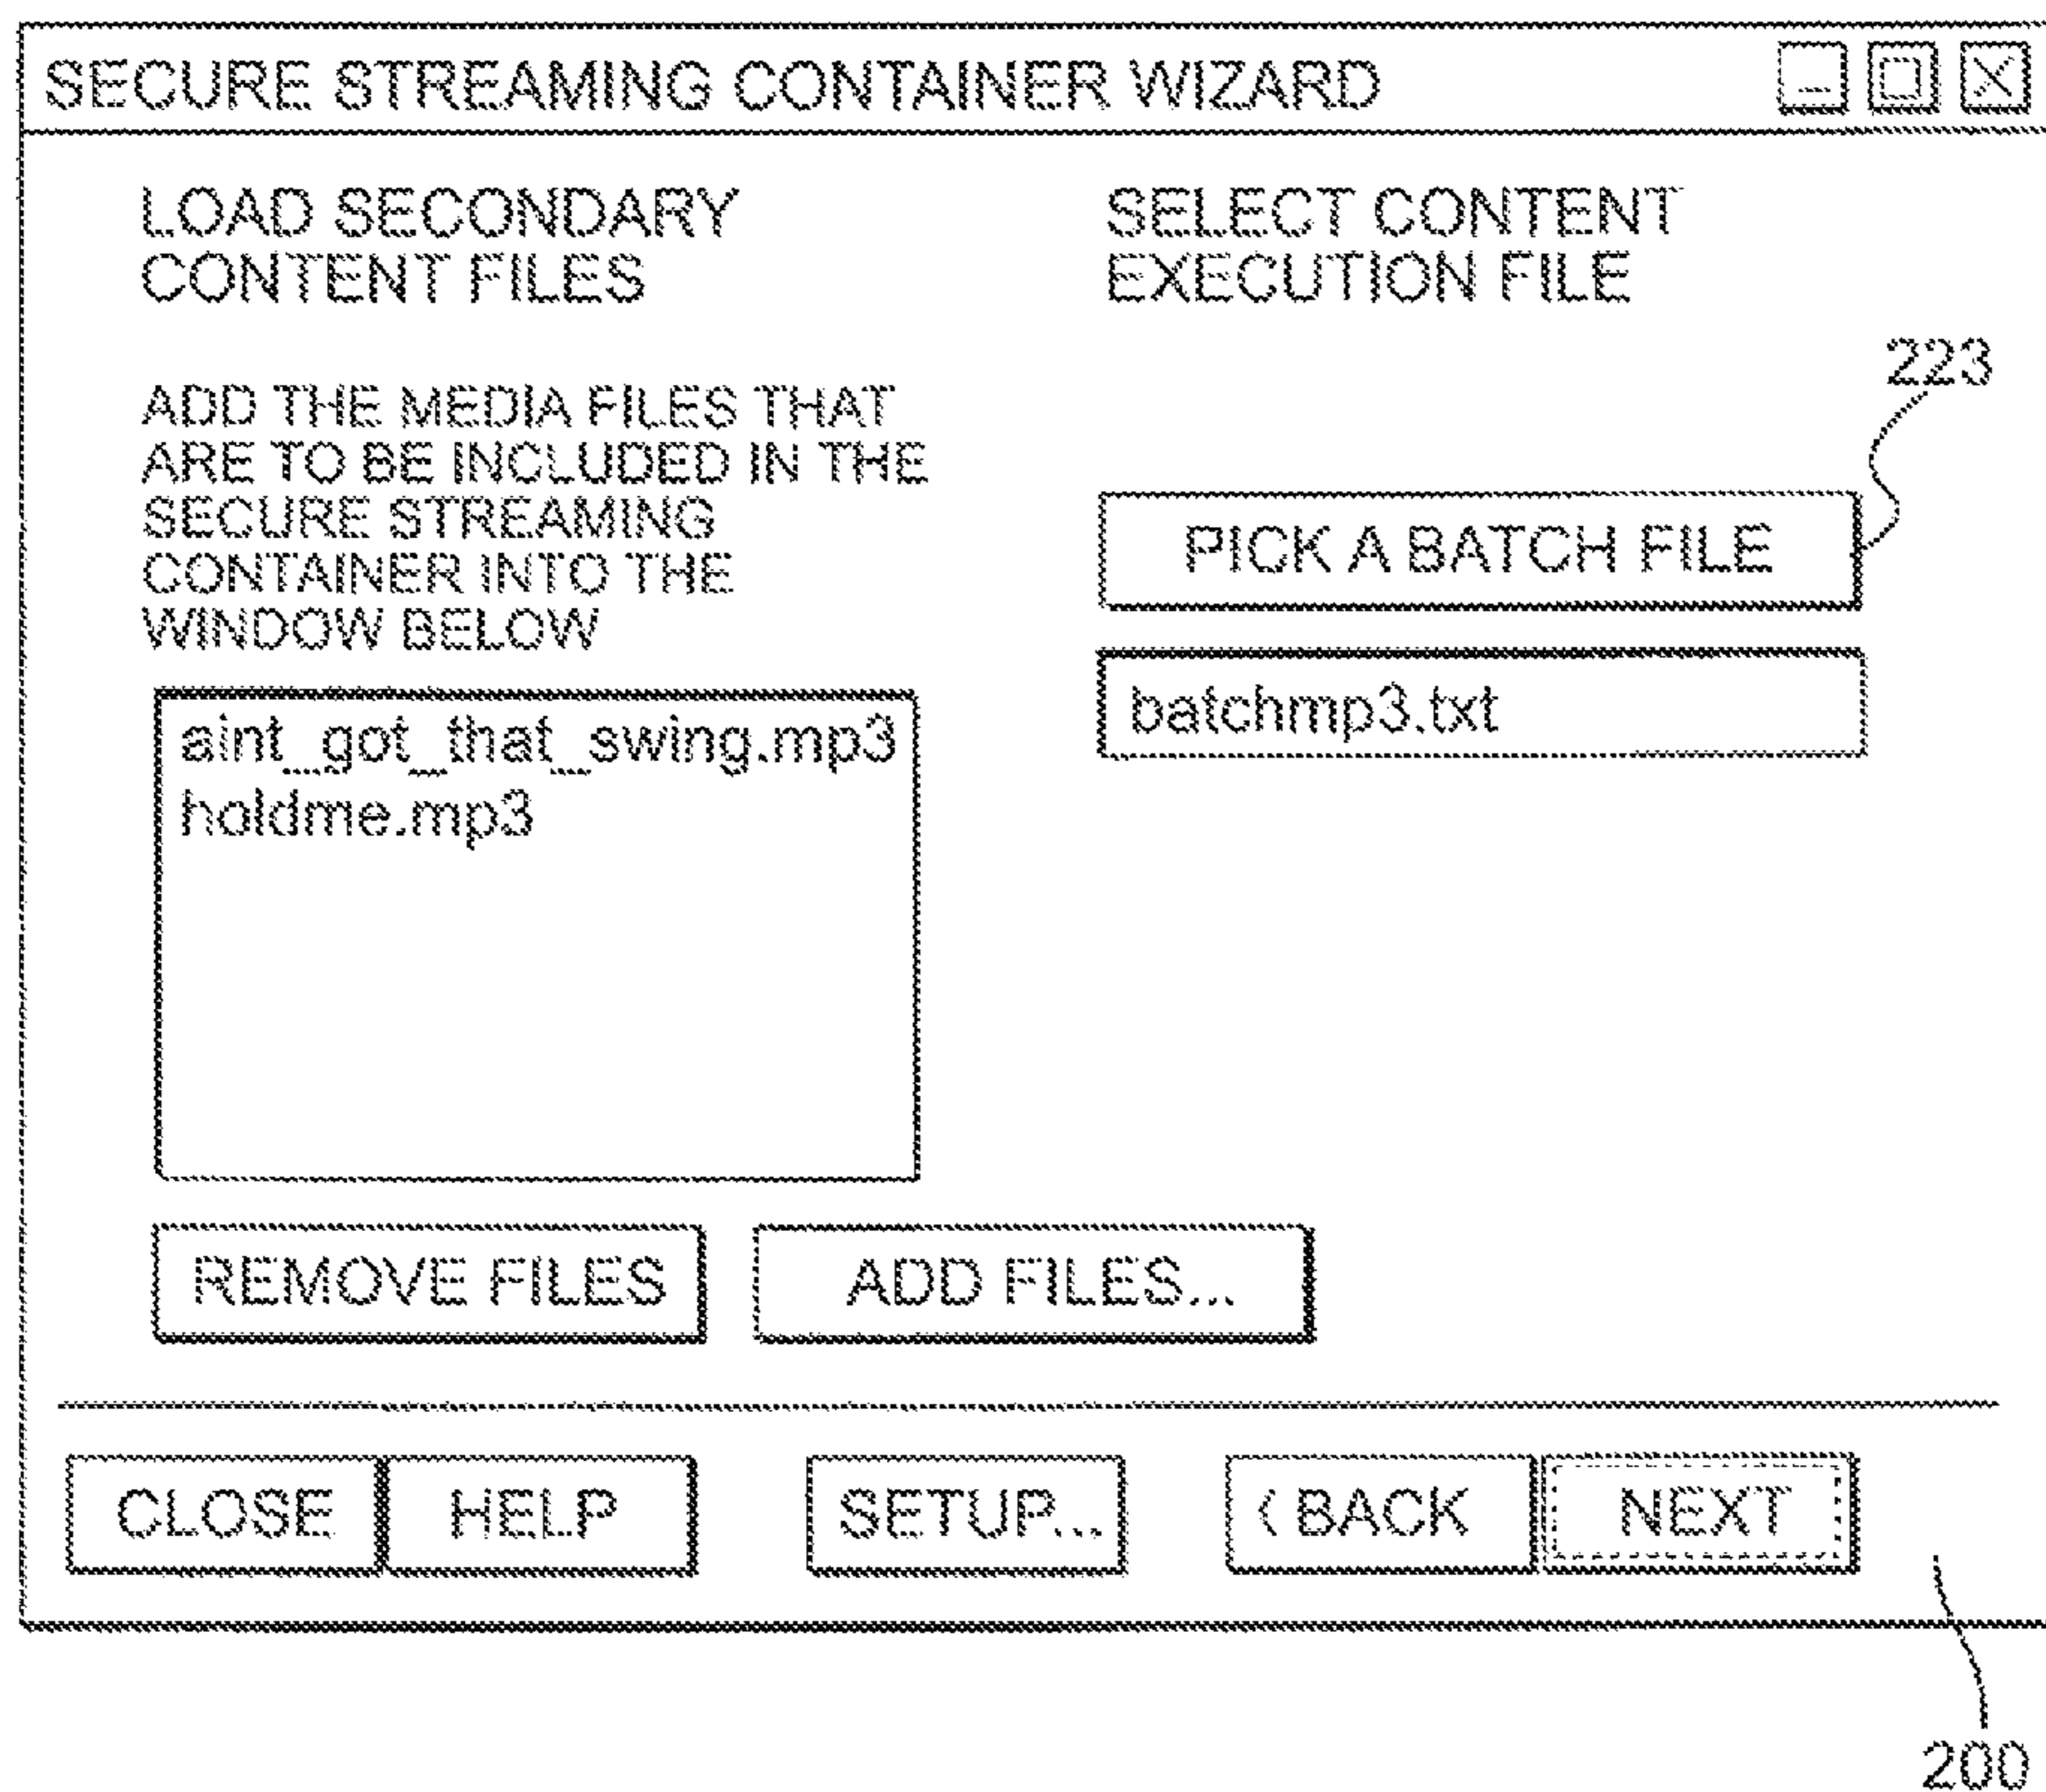 SECURE STREAMING CONTAINER WIZARD
LOAD SECONDARY
CONTENT FILES
ADD THE MEDIA FILES THAT
ARE TO BE INCLUDED IN THE
SECURE STREAMING
CONTAINER INTO THE
WINDOW BELOW
aint_got_that_swing.mp3
holdme.mp3
REMOVE FILES
ADD FILES...
SELECT CONTENT
EXECUTION FILE
223
PICK A BATCH FILE
batchmp3.txt
CLOSE
HELP
SETUP...
< BACK
NEXT
200